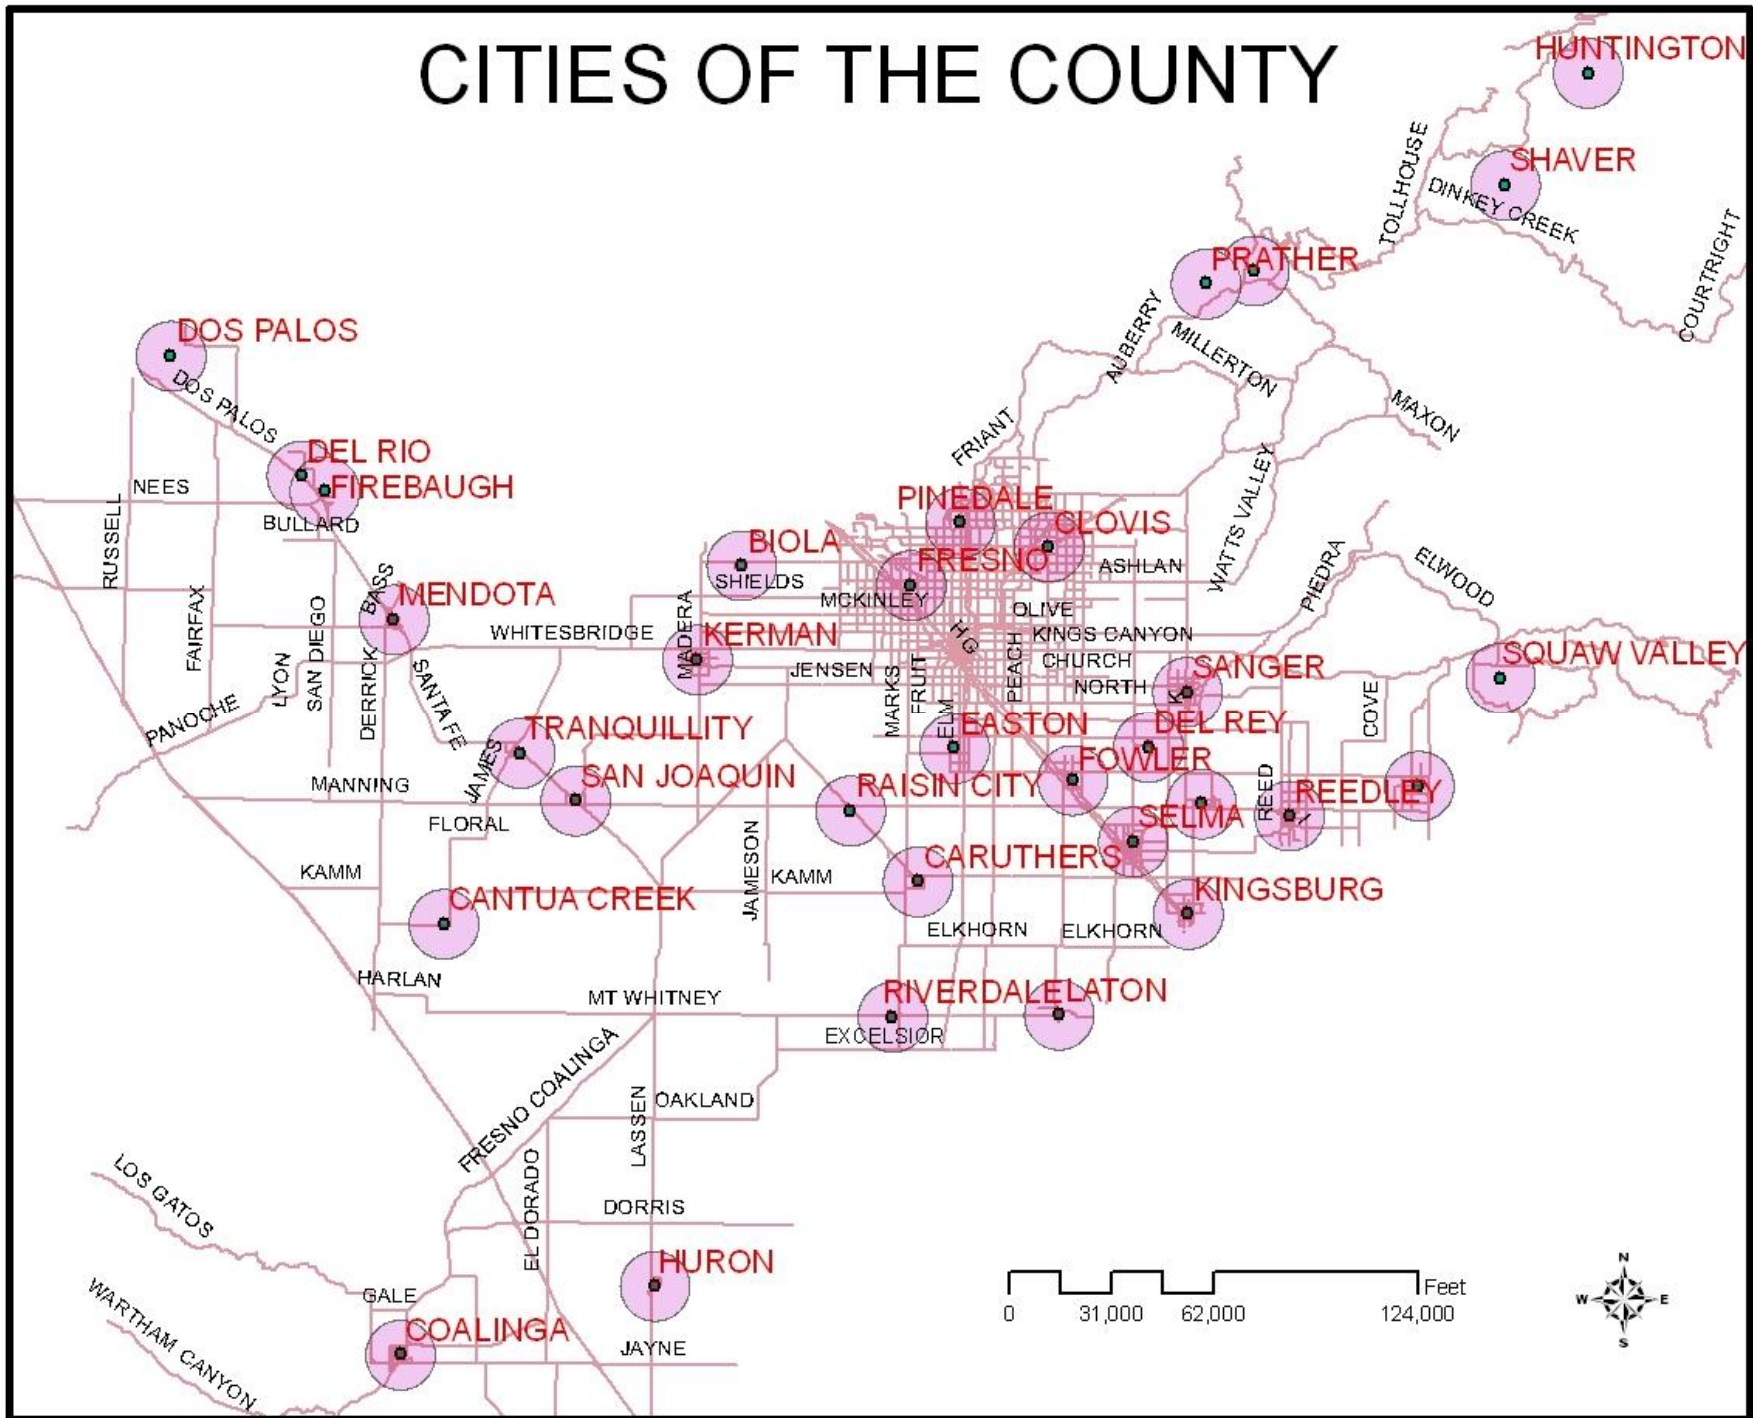 CITIES OF THE COUNTY
HUNTINGTON
SHAVER
TOLLHOUSE
DINKEY CREEK
COURTRIGHT
PRATHER
AUBERRY
MILLERTON
MAXON
DOS PALOS
DOS PALOS
FRIANT
DEL RIO
FIREBAUGH
NEES
BULLARD
RUSSELL
PINEDALE
CLOVIS
BIOLA
FRESNO
SHIELDS
MCKINLEY
ASHLAN
WATTS VALLEY
PIEDRA
ELWOOD
MENDOTA
BASS
FAIRFAX
SAN DIEGO
LYON
DERRICK
SANTA FE
WHITESBRIDGE
MADERA
KERMAN
OLIVE
HG
KINGS CANYON
PEACH
CHURCH
JENSEN
MARKS
FRUIT
NORTH
SANGER
K
SQUAW VALLEY
COVE
PANOCHE
TRANQUILLITY
JAMES
ELM
EASTON
DEL REY
FOWLER
MANNING
SAN JOAQUIN
RAISIN CITY
REED
REEDLEY
I
FLORAL
SELMA
JAMESON
CARUTHERS
KAMM
KAMM
CANTUA CREEK
KINGSBURG
ELKHORN
ELKHORN
HARLAN
MT WHITNEY
RIVERDALE
LATON
EXCELSIOR
FRESNO COALINGA
LASSEN
OAKLAND
EL DORADO
LOS GATOS
DORRIS
HURON
WARTHAM CANYON
GALE
COALINGA
JAYNE
Feet
0 31,000 62,000 124,000
N
W E
S